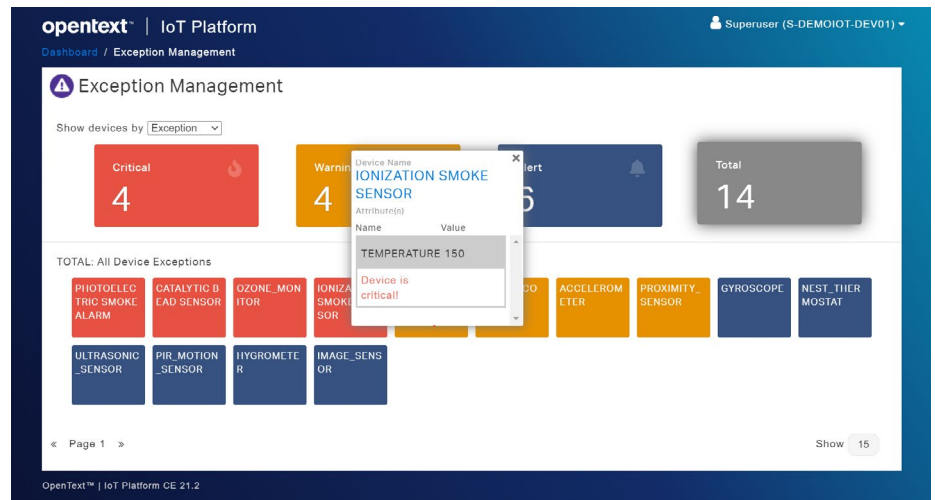 opentext™ | IoT Platform
Superuser (S-DEMOIOT-DEV01)
Dashboard / Exception Management
Exception Management
Show devices by Exception
Critical
4
Warnin
4
lert
6
Total
14
Device Name
IONIZATION SMOKE
SENSOR
Attribute(s)
Name Value
TEMPERATURE 150
Device is
critical!
TOTAL: All Device Exceptions
PHOTOELEC
TRIC SMOKE
ALARM
CATALYTIC B
EAD SENSOR
OZONE_MON
ITOR
IONIZA
SMOKE
SOR
CO
ACCELEROM
ETER
PROXIMITY_
SENSOR
GYROSCOPE
NEST_THER
MOSTAT
ULTRASONIC
_SENSOR
PIR_MOTION
_SENSOR
HYGROMETE
R
IMAGE_SENS
OR
« Page 1 »
Show 15
OpenText™ | IoT Platform CE 21.2